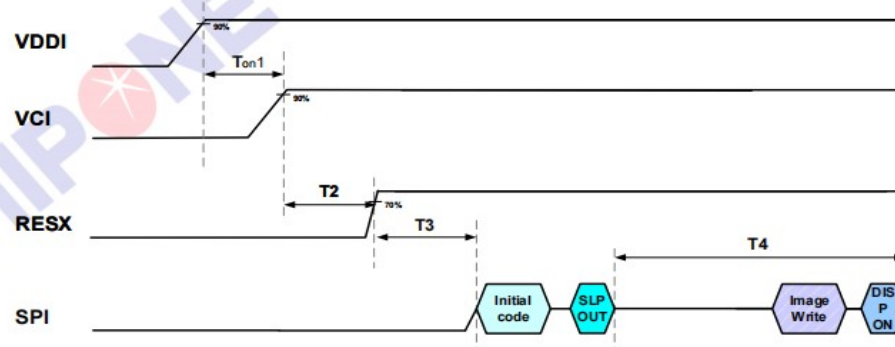 VDDI
90%
Ton1
VCI
90%
T2
RESX
70%
T3
T4
SPI
Initial
code
SLP
OUT
Image
Write
DIS
P
ON
HIPONE